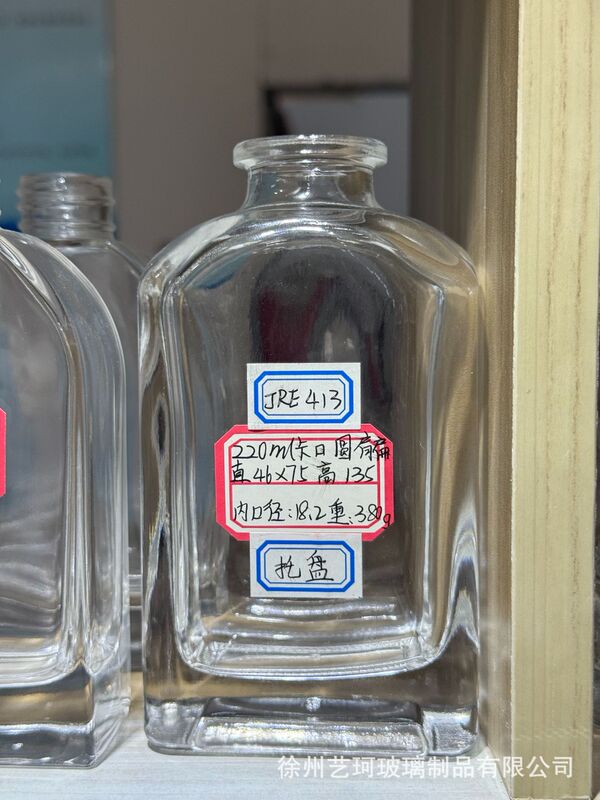 JRE 413
220ml卡口圆肩扁
直46×75高135
内口径:18.2重:380g
托盘
徐州艺珂玻璃制品有限公司